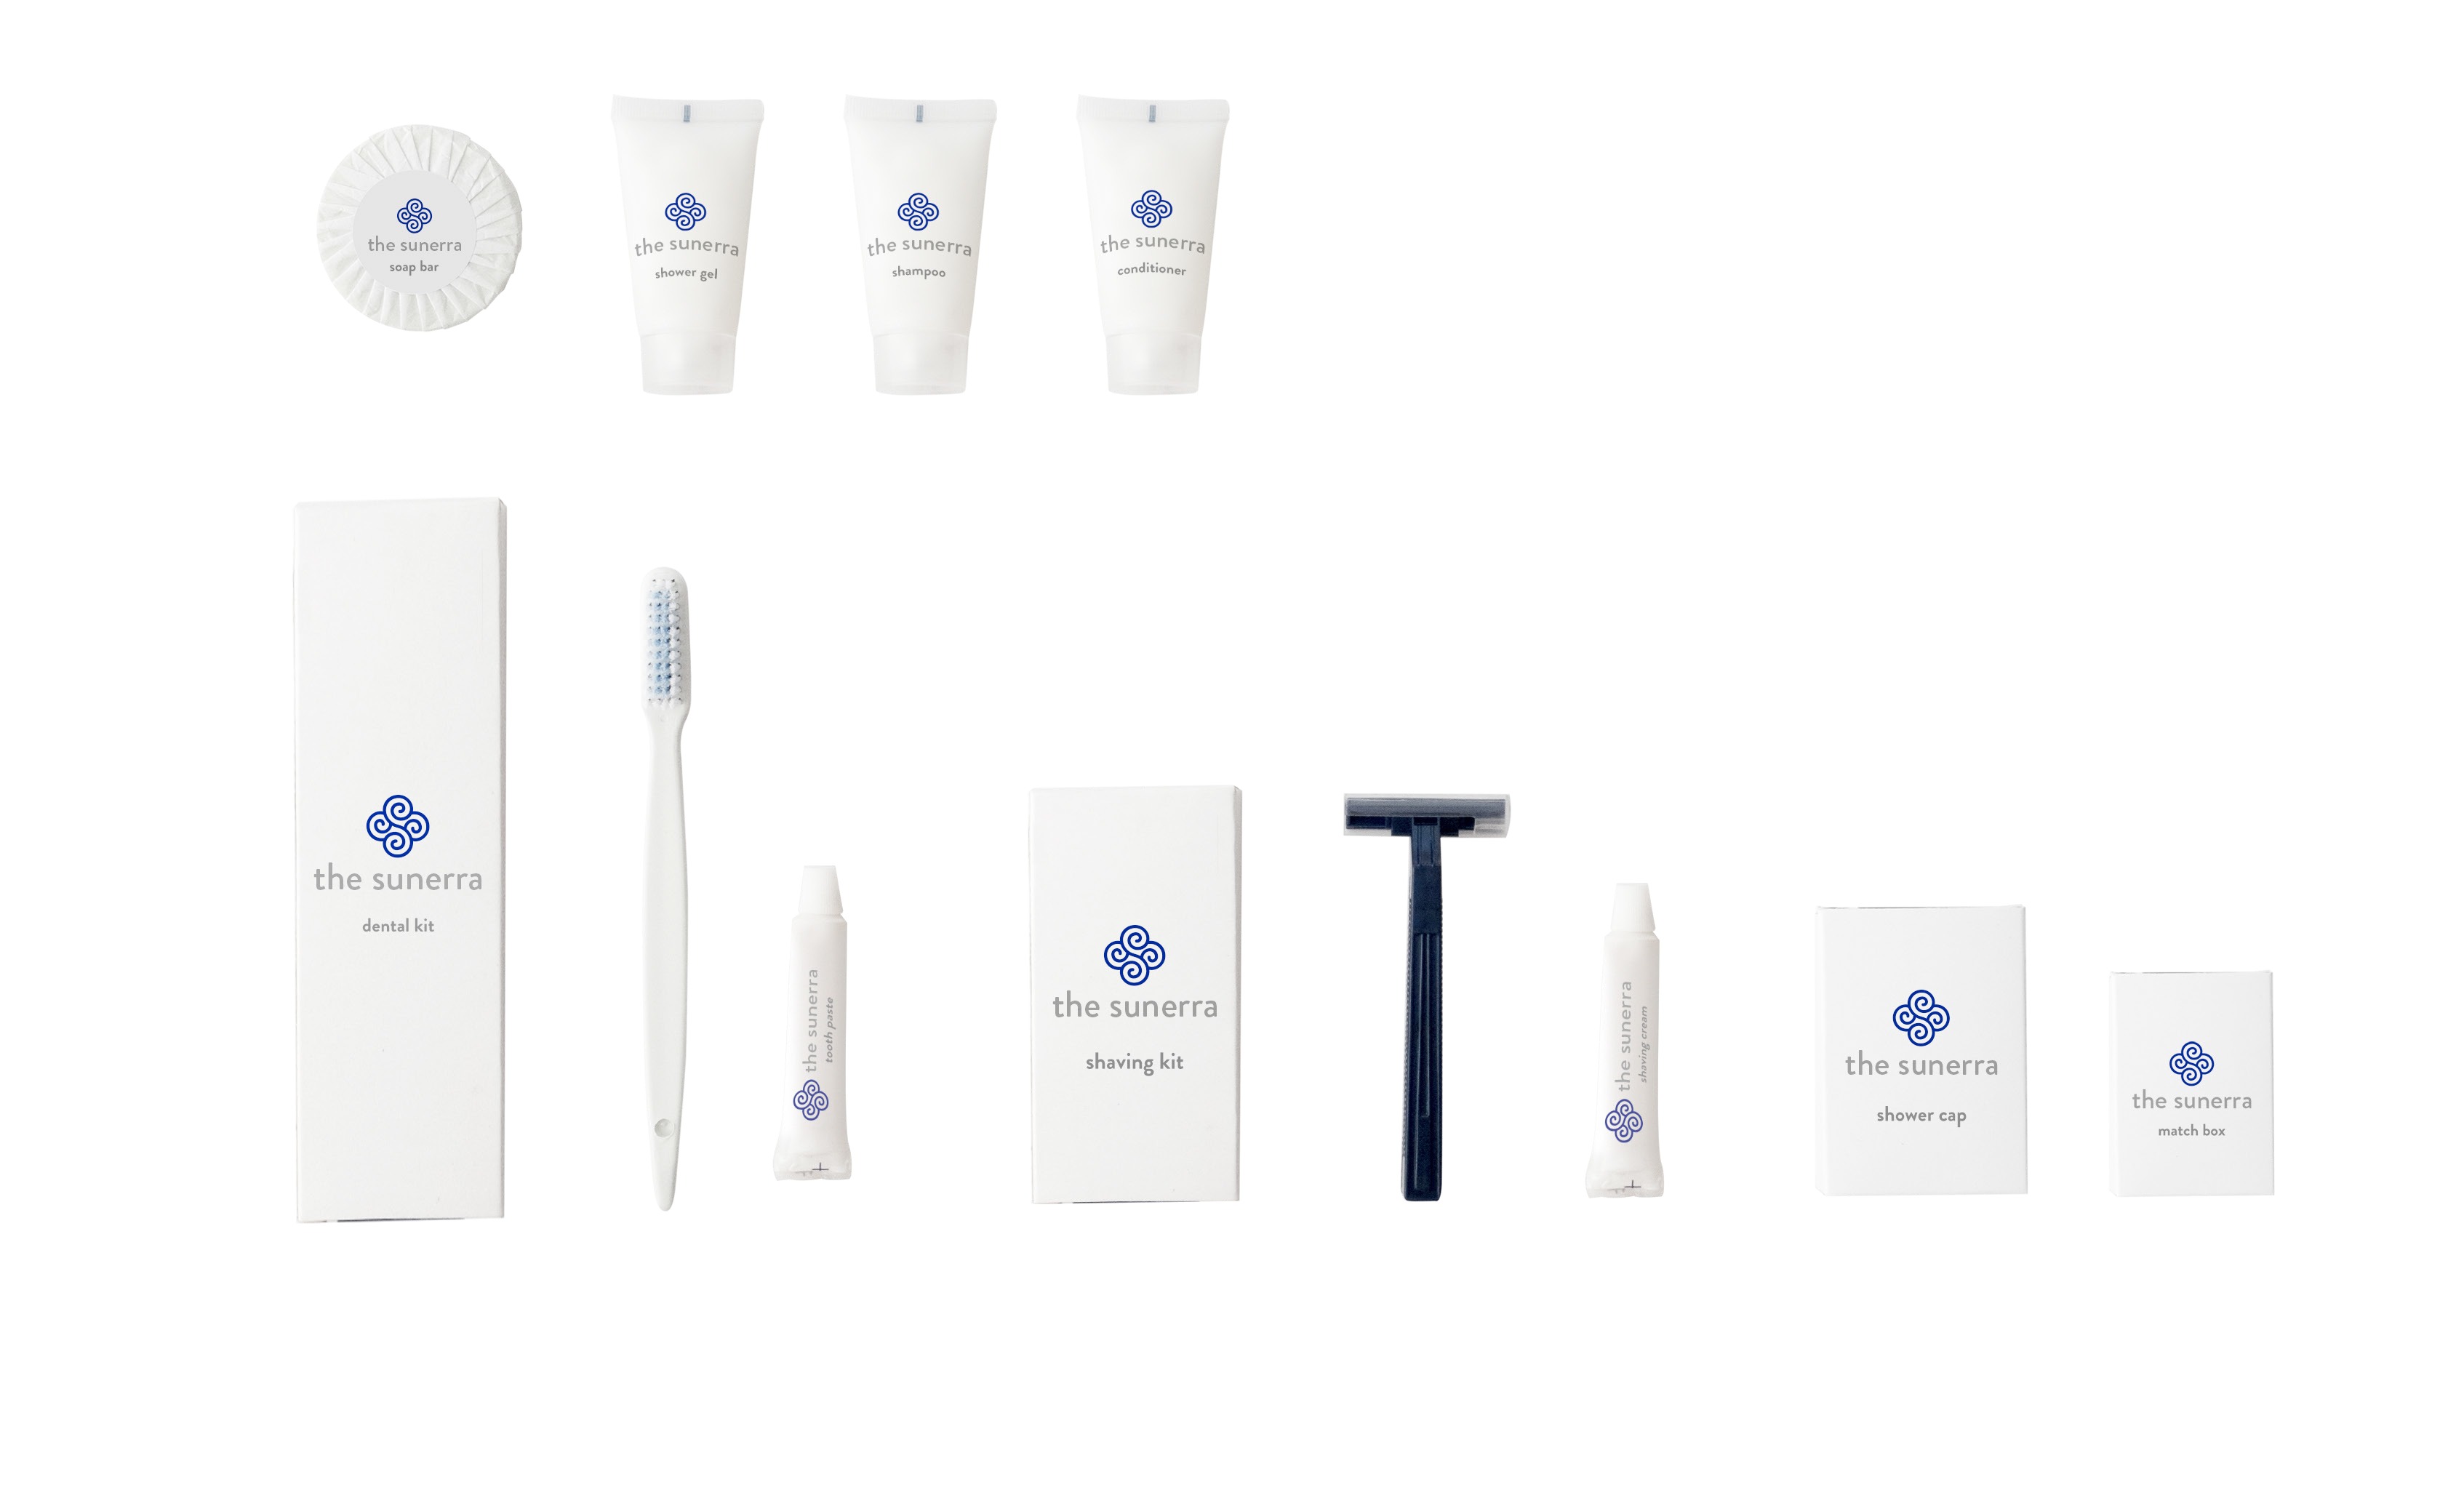 the sunerra
soap bar
the sunerra
shower gel
the sunerra
shampoo
the sunerra
conditioner
the sunerra
dental kit
the sunerra
tooth paste
the sunerra
shaving kit
the sunerra
shaving cream
the sunerra
shower cap
the sunerra
match box